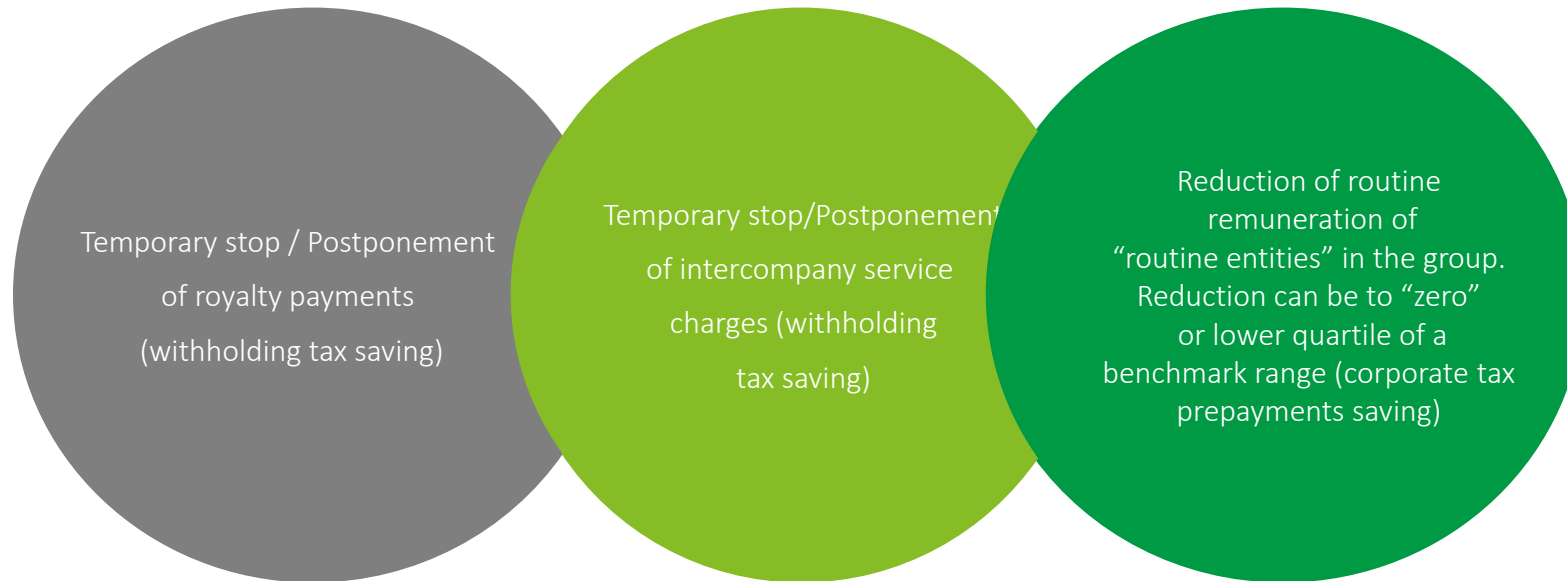 Temporary stop / Postponement
of royalty payments
(withholding tax saving)
Temporary stop/Postponement
of intercompany service
charges (withholding
tax saving)
Reduction of routine
remuneration of
“routine entities” in the group.
Reduction can be to “zero”
or lower quartile of a
benchmark range (corporate tax
prepayments saving)